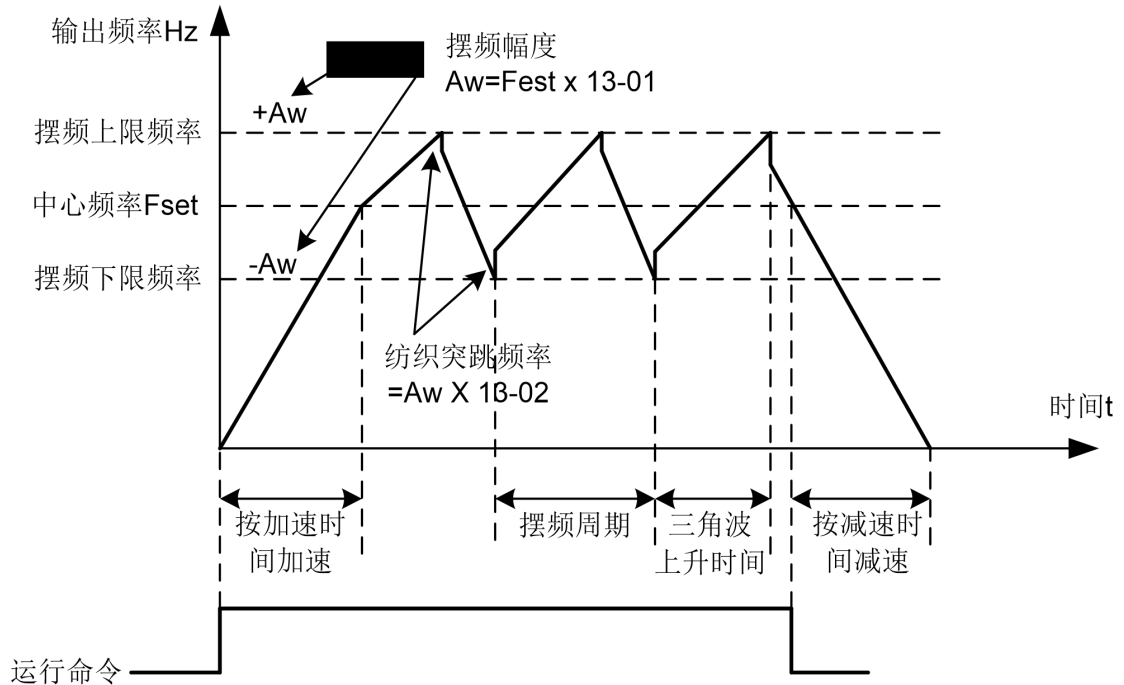 输出频率Hz
摆频幅度
Aw=Fest x 13-01
+Aw
摆频上限频率
中心频率Fset
-Aw
摆频下限频率
纺织突跳频率
=Aw X 13-02
时间t
按加速时
间加速
摆频周期
三角波
上升时间
按减速时
间减速
运行命令